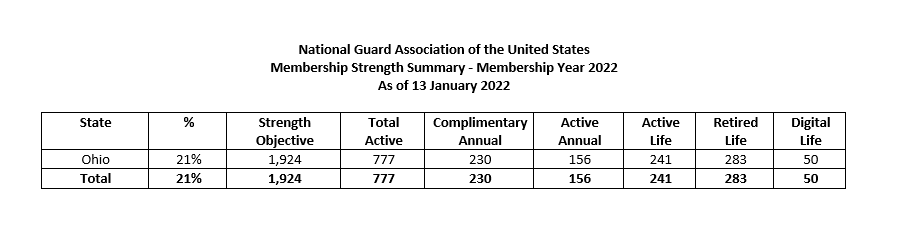 National Guard Association of the United States
Membership Strength Summary - Membership Year 2022
As of 13 January 2022
State % Strength Objective Total Active Complimentary Annual Active Annual Active Life Retired Life Digital Life
Ohio 21% 1,924 777 230 156 241 283 50
Total 21% 1,924 777 230 156 241 283 50